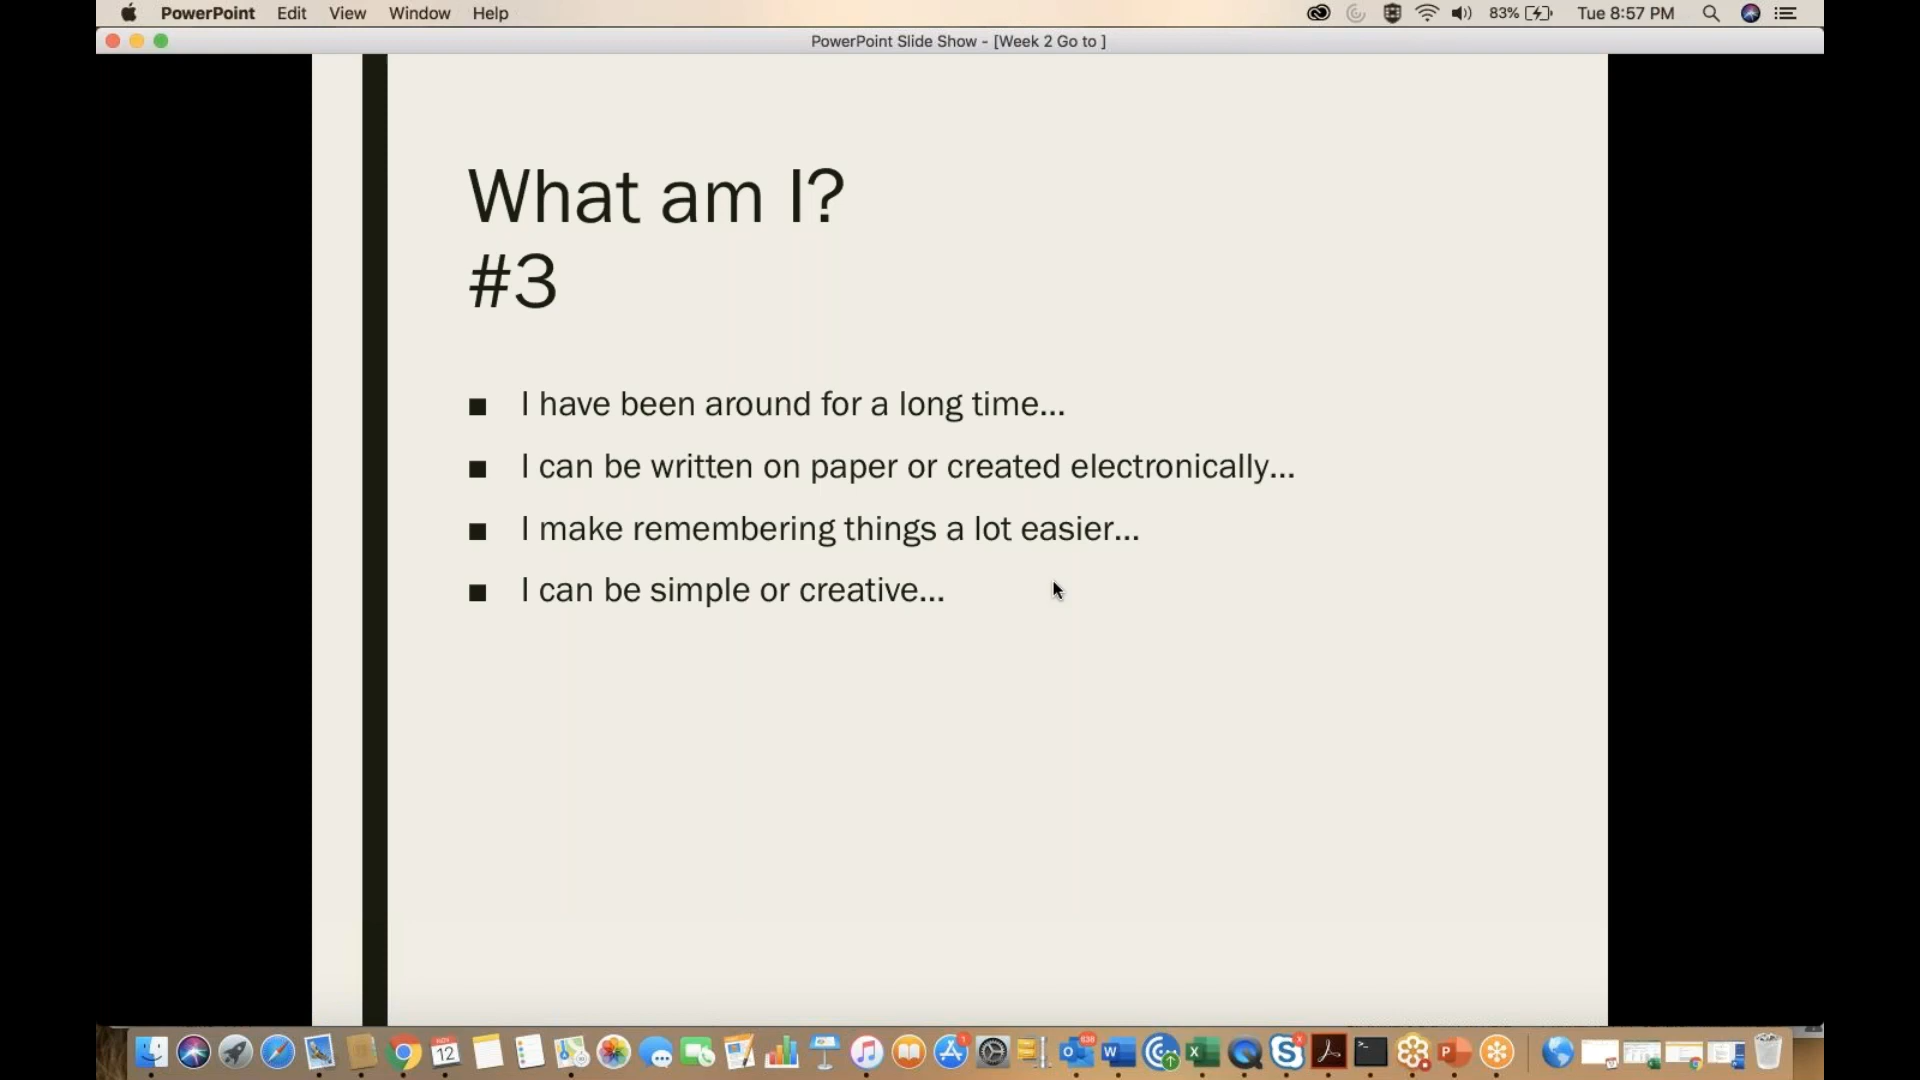 PowerPoint Edit View Window Help 83% Tue 8:57 PM
PowerPoint Slide Show - [Week 2 Go to ]
What am I?
#3
■ I have been around for a long time...
■ I can be written on paper or created electronically...
■ I make remembering things a lot easier...
■ I can be simple or creative...
12